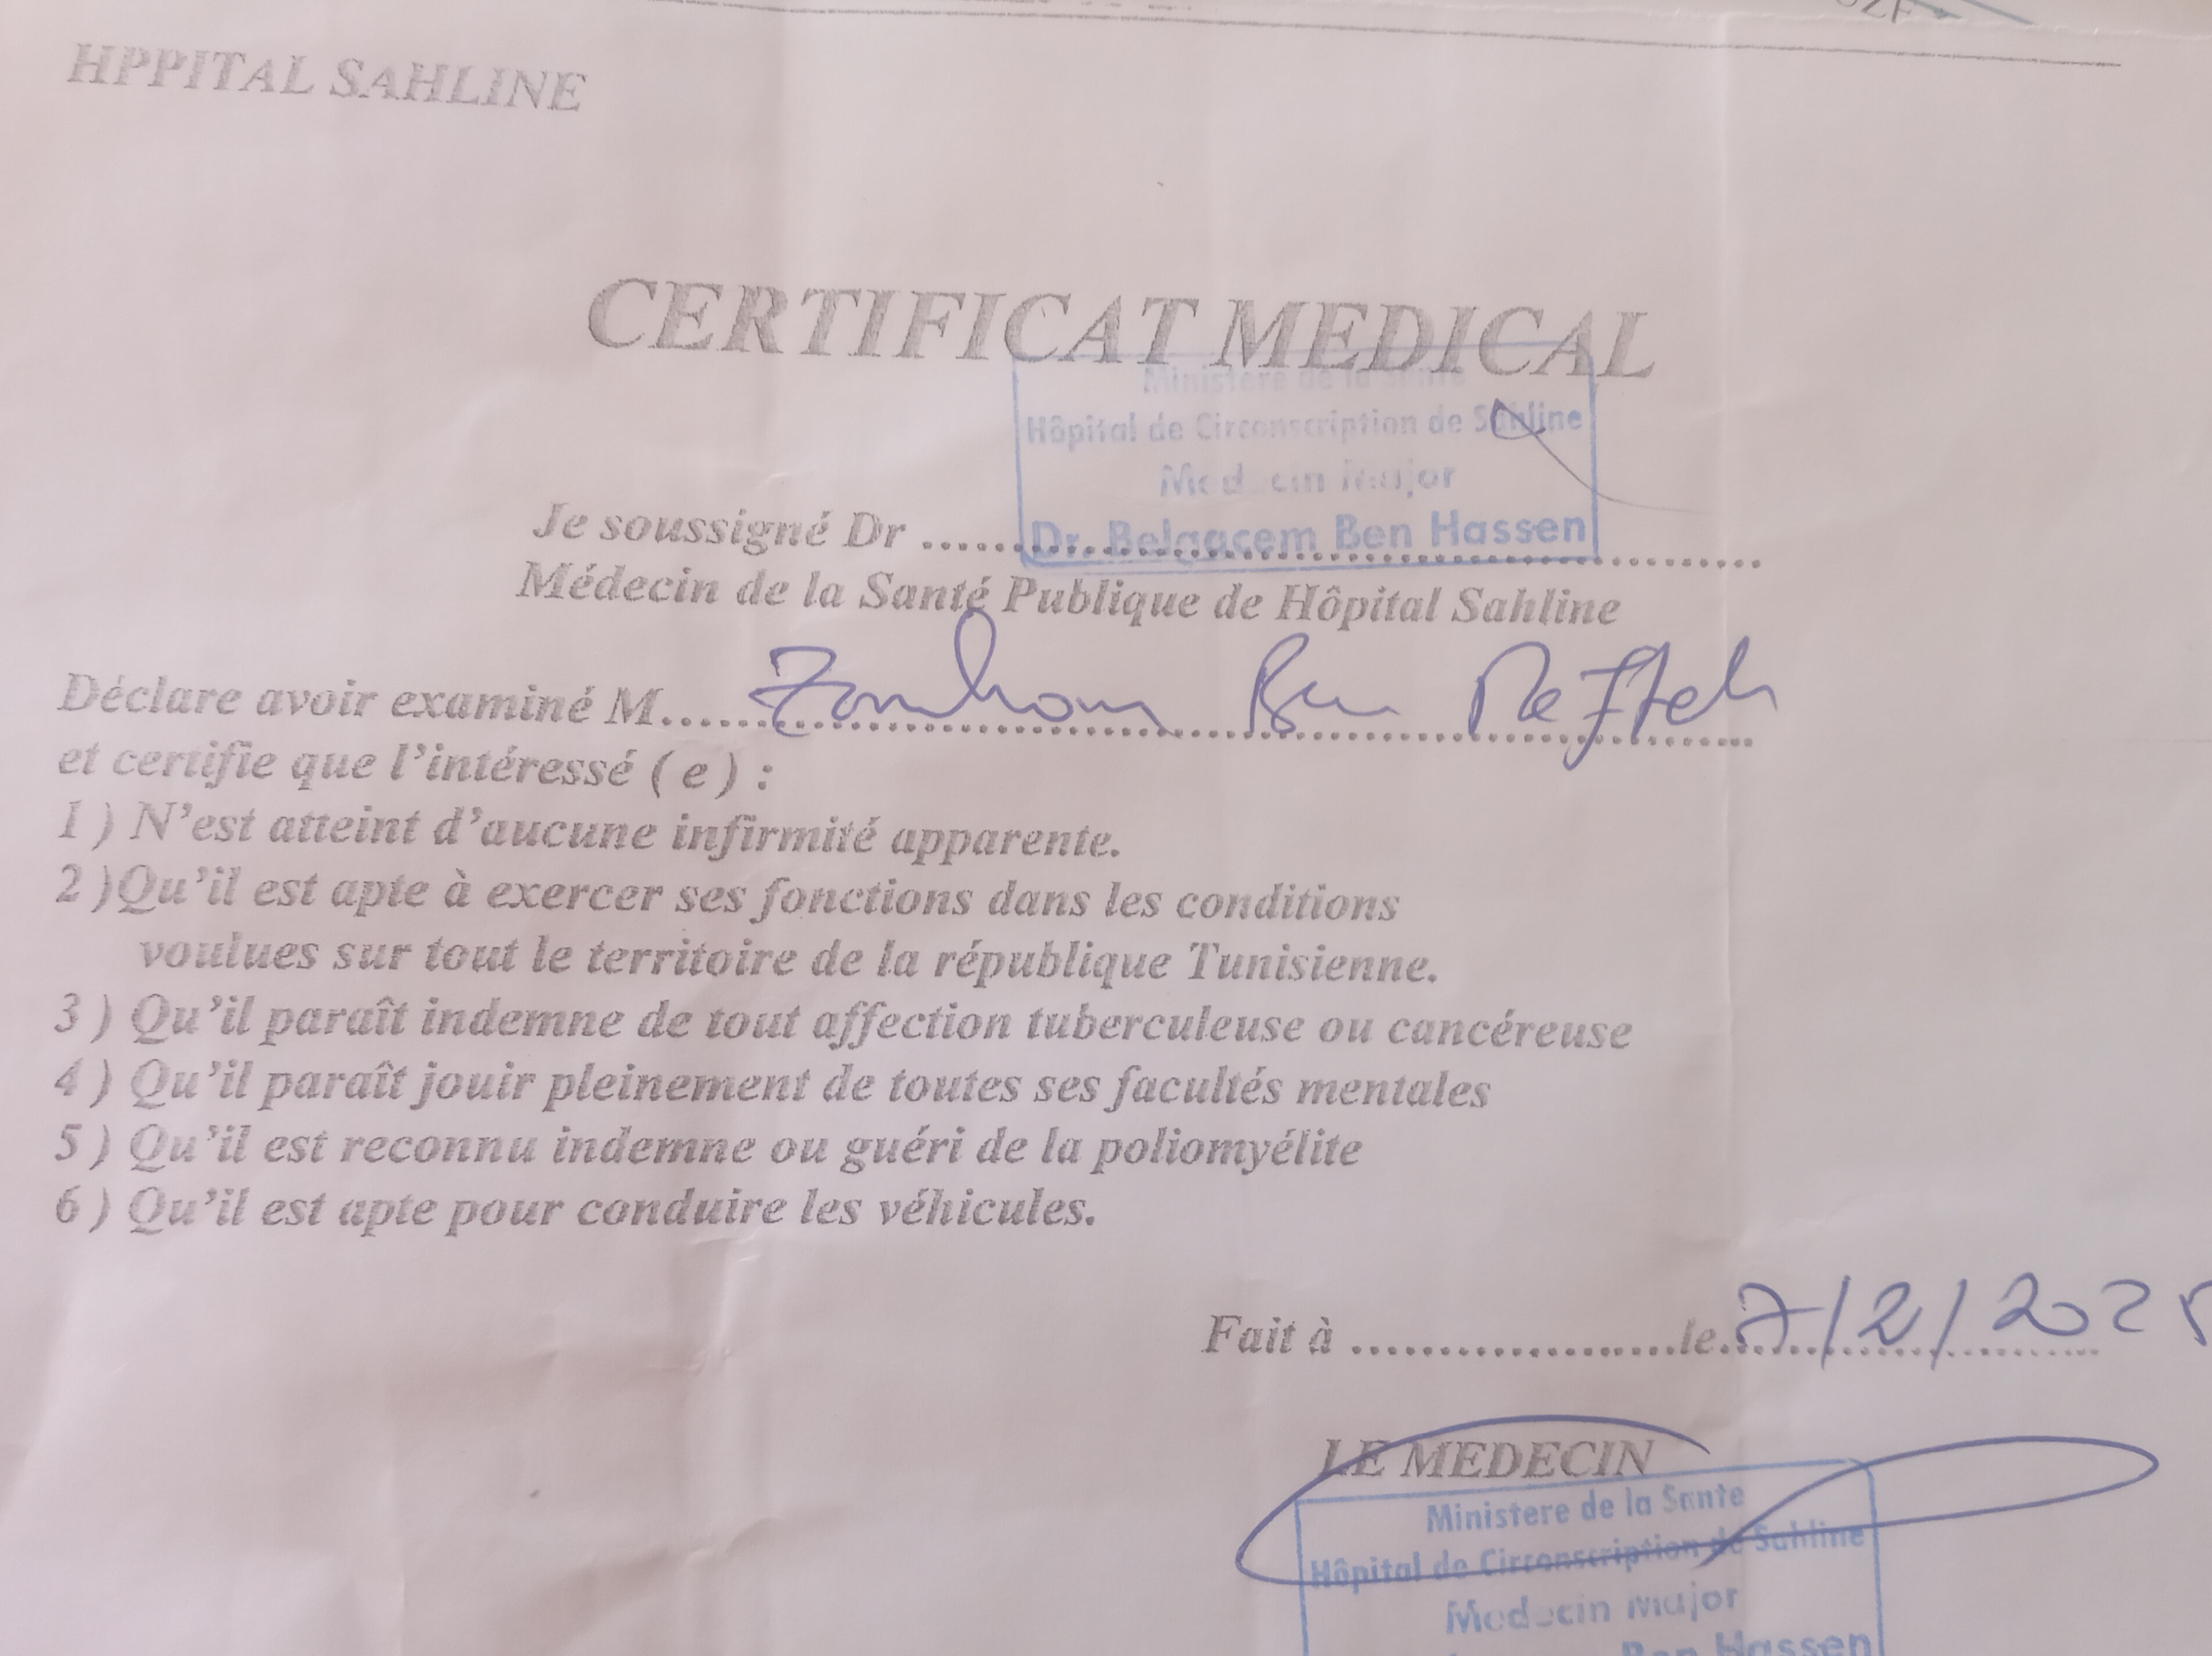 HPPITAL SAHLINE
CERTIFICAT MEDICAL
Ministere de la Sante
Hôpital de Circonscription de Sahline
Medecin Major
Dr. Belgacem Ben Hassen
Je soussigné Dr ................................................
Médecin de la Santé Publique de Hôpital Sahline
Déclare avoir examiné M.................... Ben
et certifie que l'intéressé ( e ) :
1 ) N'est atteint d'aucune infirmité apparente.
2 )Qu'il est apte à exercer ses fonctions dans les conditions
voulues sur tout le territoire de la république Tunisienne.
3 ) Qu'il paraît indemne de tout affection tuberculeuse ou cancéreuse
4 ) Qu'il paraît jouir pleinement de toutes ses facultés mentales
5 ) Qu'il est reconnu indemne ou guéri de la poliomyélite
6 ) Qu'il est apte pour conduire les véhicules.
Fait à ......................le. 7/2/2025
LE MEDECIN
Ministere de la Sante
Hôpital de Circonscription de Sahline
Medecin Major
Ben Hassen